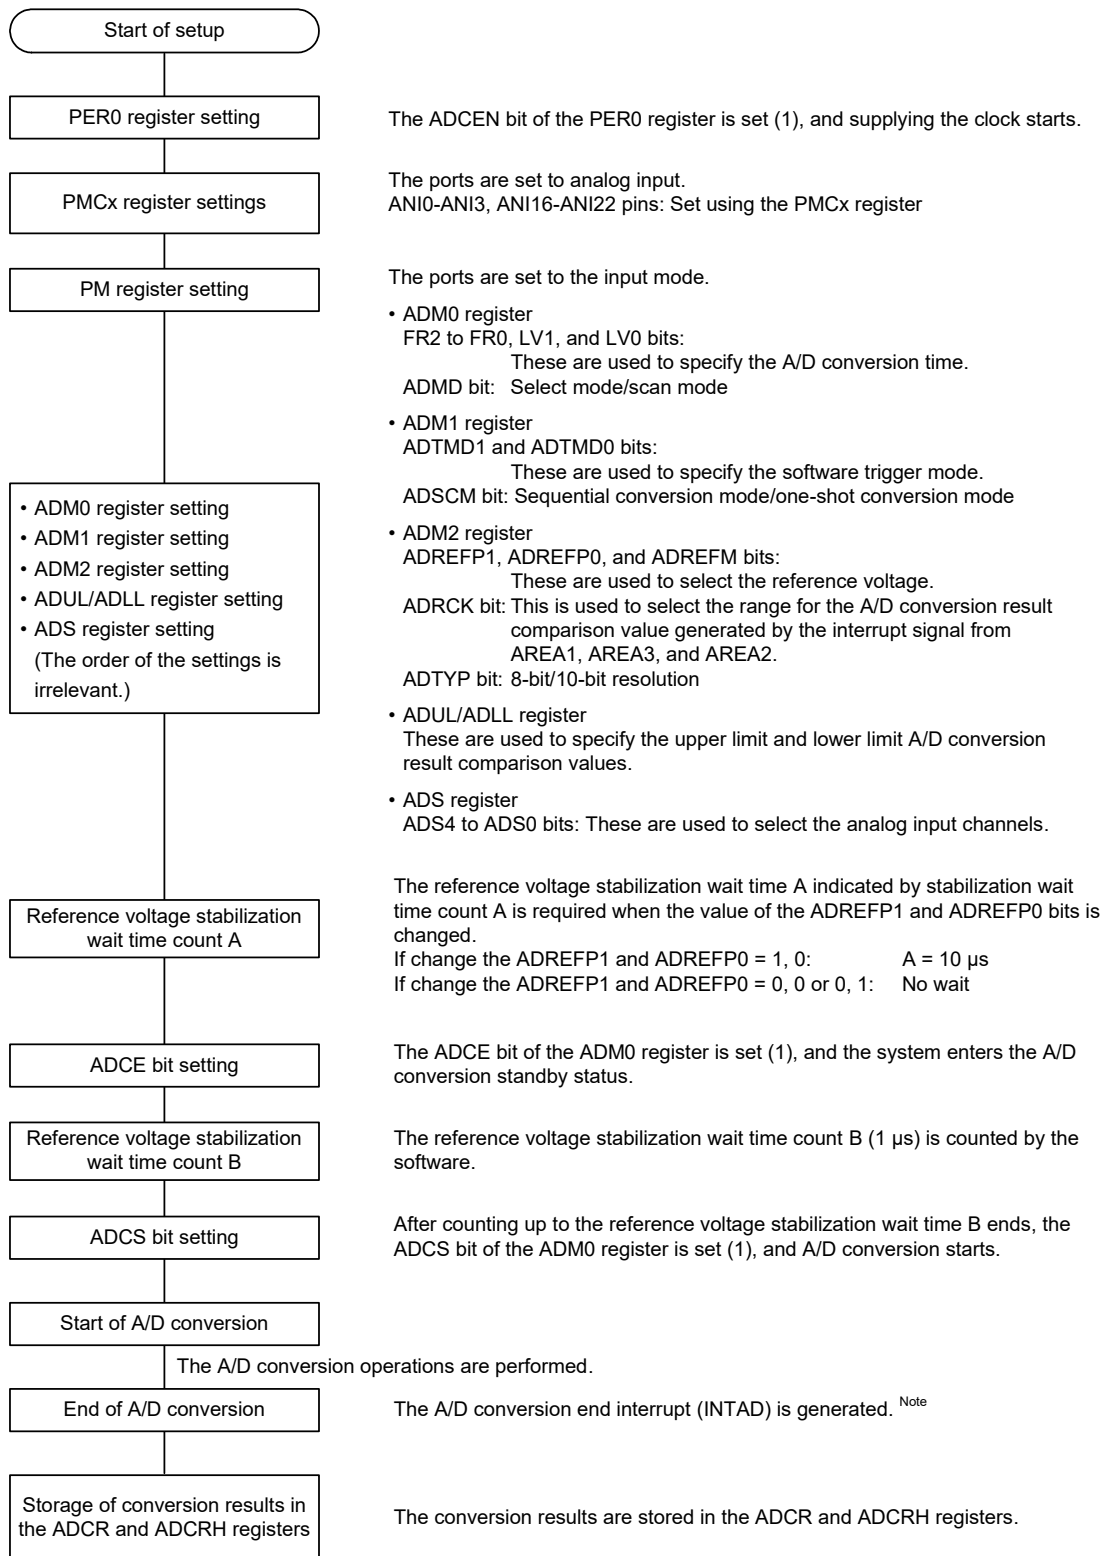 Start of setup
PER0 register setting
The ADCEN bit of the PER0 register is set (1), and supplying the clock starts.
PMCx register settings
The ports are set to analog input.
ANI0-ANI3, ANI16-ANI22 pins: Set using the PMCx register
PM register setting
The ports are set to the input mode.
• ADM0 register setting
• ADM1 register setting
• ADM2 register setting
• ADUL/ADLL register setting
• ADS register setting
(The order of the settings is
irrelevant.)
• ADM0 register
FR2 to FR0, LV1, and LV0 bits:
These are used to specify the A/D conversion time.
ADMD bit: Select mode/scan mode
• ADM1 register
ADTMD1 and ADTMD0 bits:
These are used to specify the software trigger mode.
ADSCM bit: Sequential conversion mode/one-shot conversion mode
• ADM2 register
ADREFP1, ADREFP0, and ADREFM bits:
These are used to select the reference voltage.
ADRCK bit: This is used to select the range for the A/D conversion result
comparison value generated by the interrupt signal from
AREA1, AREA3, and AREA2.
ADTYP bit: 8-bit/10-bit resolution
• ADUL/ADLL register
These are used to specify the upper limit and lower limit A/D conversion
result comparison values.
• ADS register
ADS4 to ADS0 bits: These are used to select the analog input channels.
Reference voltage stabilization
wait time count A
The reference voltage stabilization wait time A indicated by stabilization wait
time count A is required when the value of the ADREFP1 and ADREFP0 bits is
changed.
If change the ADREFP1 and ADREFP0 = 1, 0: A = 10 µs
If change the ADREFP1 and ADREFP0 = 0, 0 or 0, 1: No wait
ADCE bit setting
The ADCE bit of the ADM0 register is set (1), and the system enters the A/D
conversion standby status.
Reference voltage stabilization
wait time count B
The reference voltage stabilization wait time count B (1 µs) is counted by the
software.
ADCS bit setting
After counting up to the reference voltage stabilization wait time B ends, the
ADCS bit of the ADM0 register is set (1), and A/D conversion starts.
Start of A/D conversion
The A/D conversion operations are performed.
End of A/D conversion
The A/D conversion end interrupt (INTAD) is generated. Note
Storage of conversion results in
the ADCR and ADCRH registers
The conversion results are stored in the ADCR and ADCRH registers.